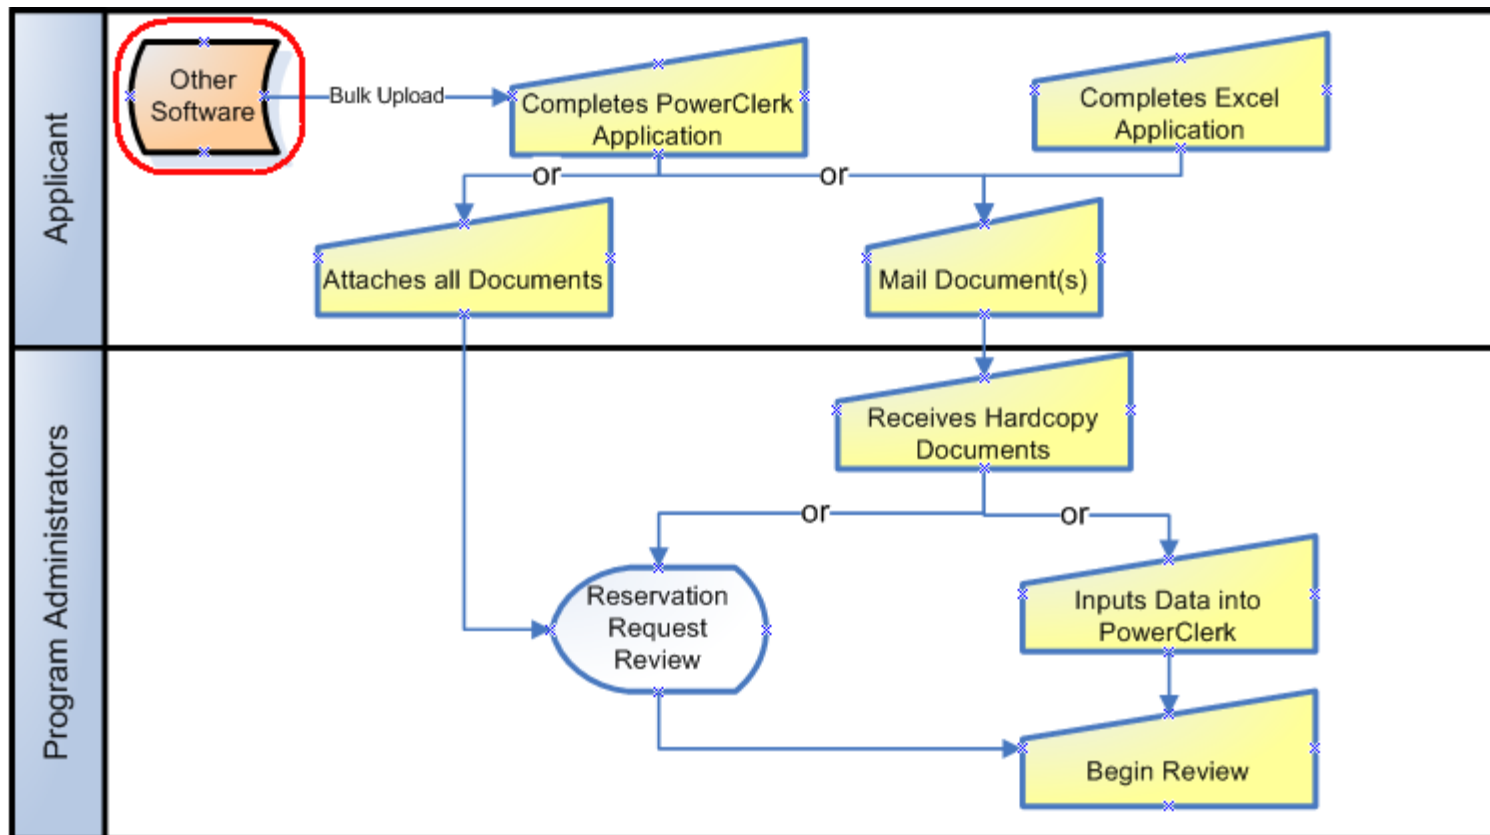 Applicant
Other
Software
Bulk Upload
Completes PowerClerk
Application
Completes Excel
Application
or
or
Attaches all Documents
Mail Document(s)
Program Administrators
Receives Hardcopy
Documents
or
or
Reservation
Request
Review
Inputs Data into
PowerClerk
Begin Review